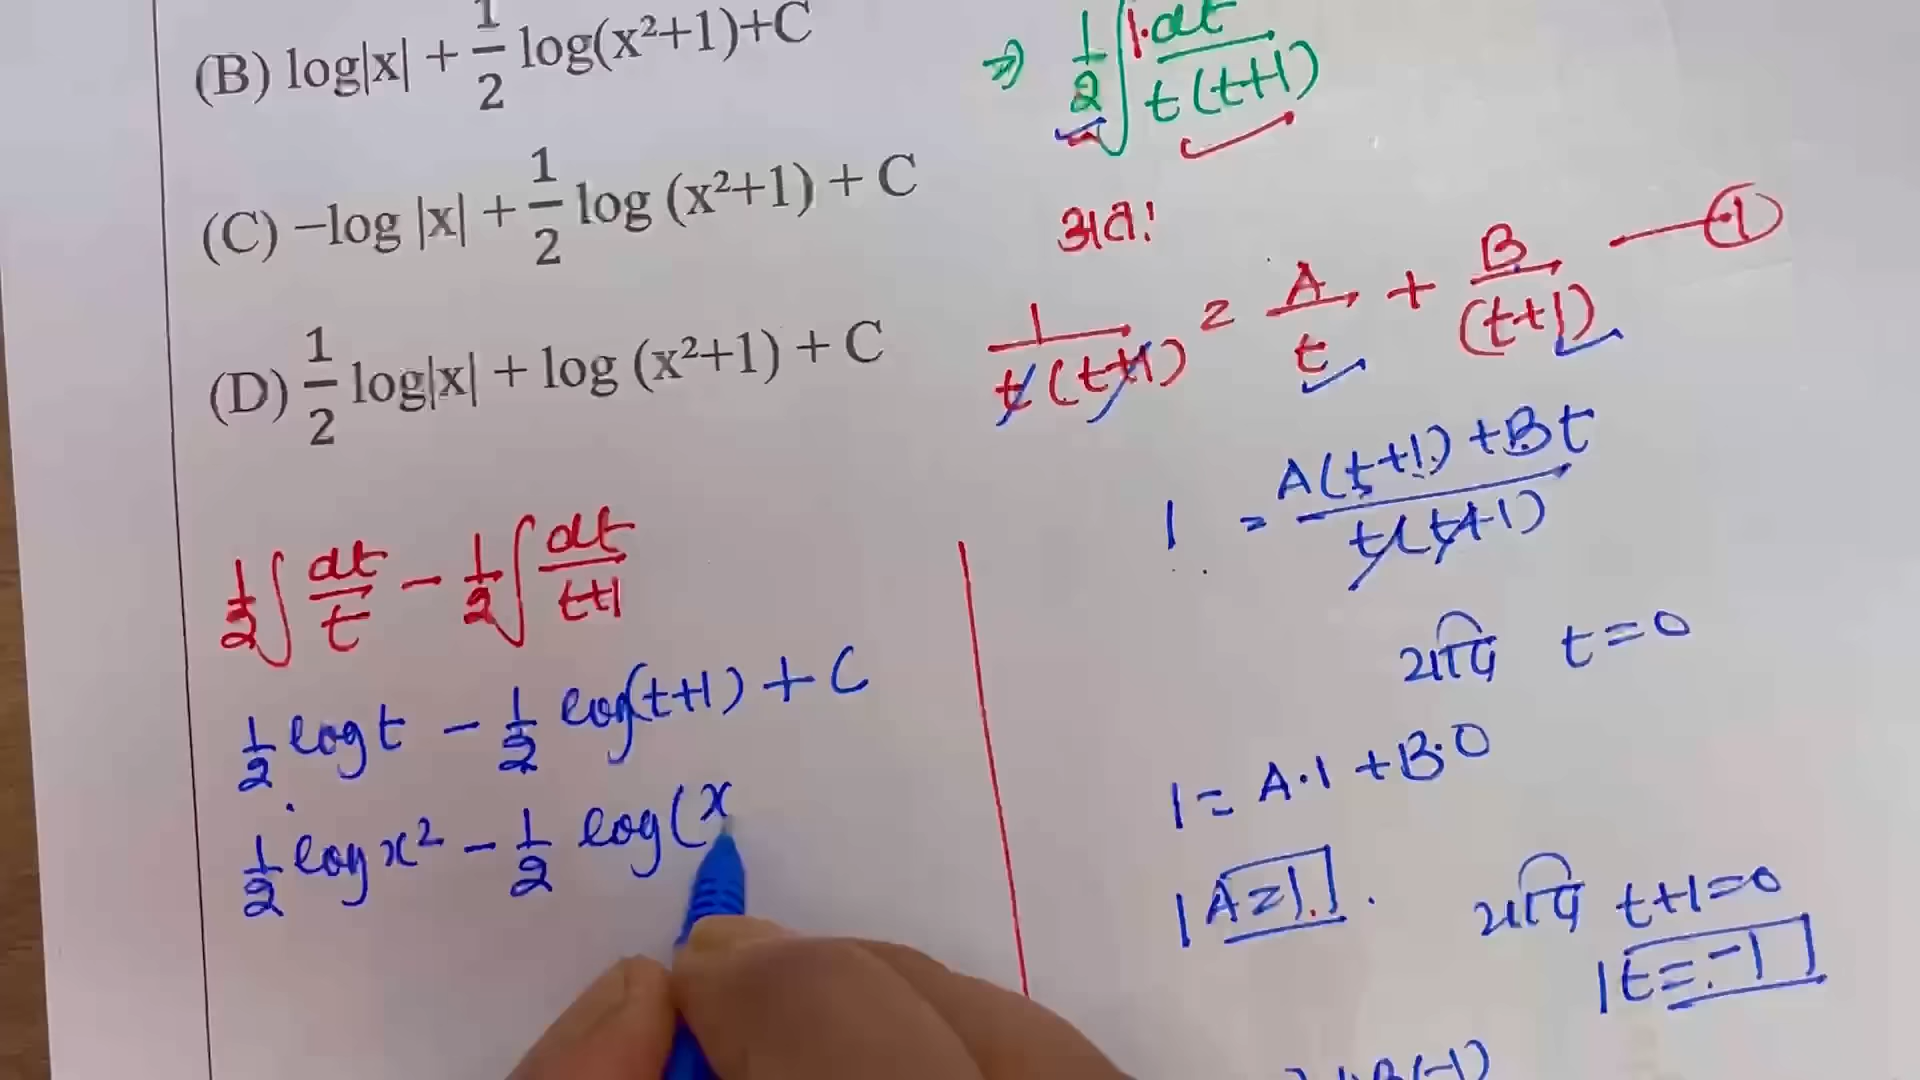 (B) log|x| + 1/2 log(x²+1)+C
(C) –log |x| + 1/2 log (x²+1) + C
(D) 1/2 log|x| + log (x²+1) + C
1/2 ∫ dt/t – 1/2 ∫ dt/t+1
1/2 log t – 1/2 log(t+1) + C
1/2 log x² – 1/2 log(x
⇒ 1/2 ∫ 1·dt / t(t+1)
अतः
1/t(t+1) = A/t + B/(t+1) — 1
1 = A(t+1) + Bt / t(t+1)
यदि t=0
1 = A·1 + B·0
A=1
यदि t+1=0
t=-1